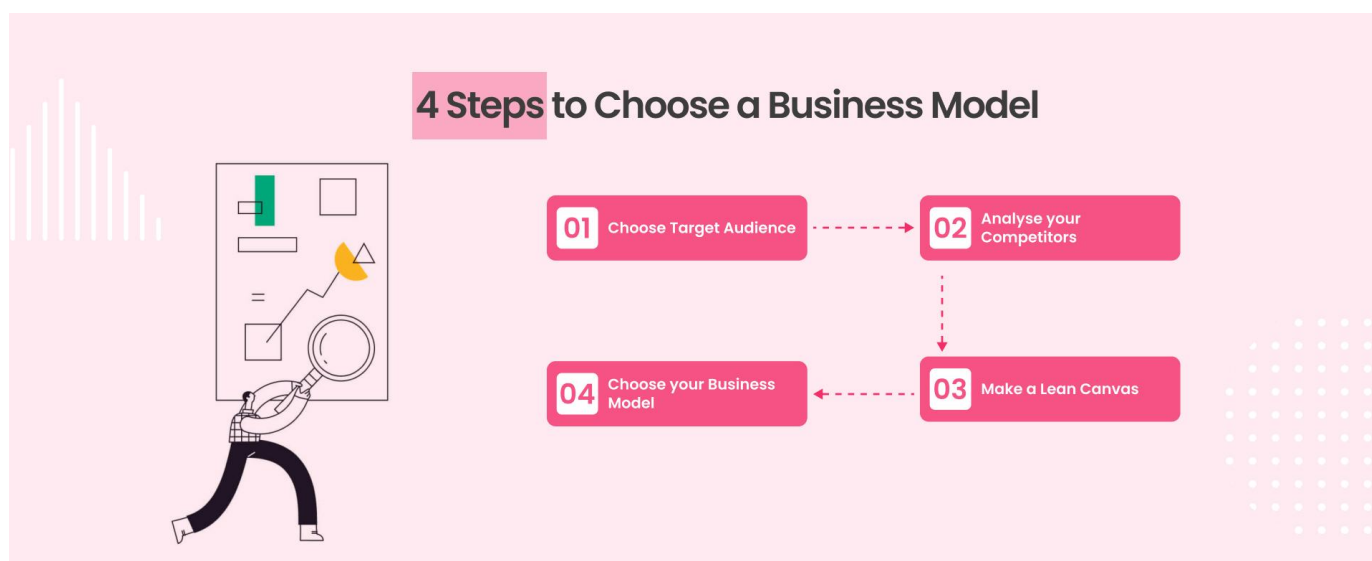 4 Steps to Choose a Business Model
01 Choose Target Audience
02 Analyse your
Competitors
03 Make a Lean Canvas
04 Choose your Business
Model